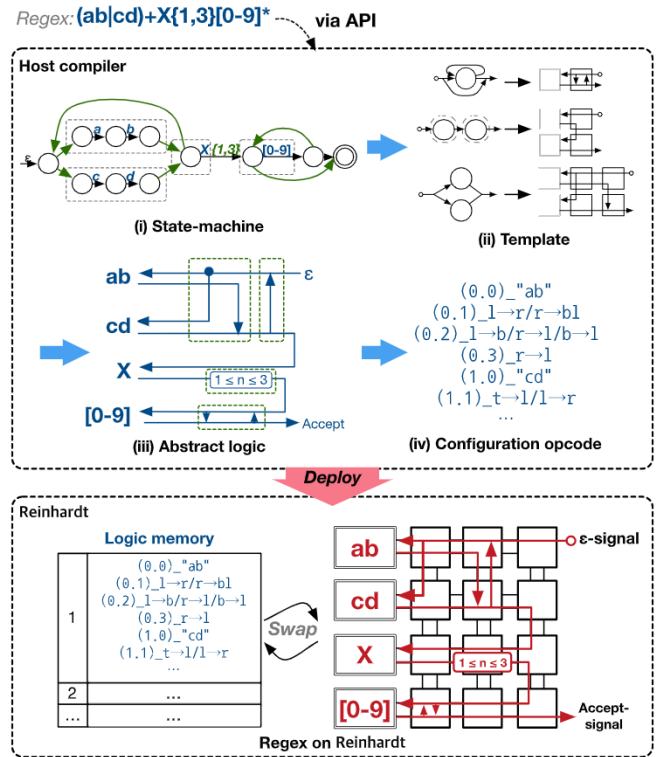 Regex: (ab|cd)+X{1,3}[0-9]*
via API
Host compiler
ε
a
b
c
d
X{1,3}
[0-9]
(i) State-machine
(ii) Template
ab
ε
cd
X
1 ≤ n ≤ 3
[0-9]
Accept
(iii) Abstract logic
(0.0)_"ab"
(0.1)_l→r/r→bl
(0.2)_l→b/r→l/b→l
(0.3)_r→l
(1.0)_"cd"
(1.1)_t→l/l→r
...
(iv) Configuration opcode
Deploy
Reinhardt
Logic memory
1
(0.0)_"ab"
(0.1)_l→r/r→bl
(0.2)_l→b/r→l/b→l
(0.3)_r→l
(1.0)_"cd"
(1.1)_t→l/l→r
...
2 ...
... ...
Swap
ab
ε-signal
cd
X
1 ≤ n ≤ 3
[0-9]
Accept-
signal
Regex on Reinhardt